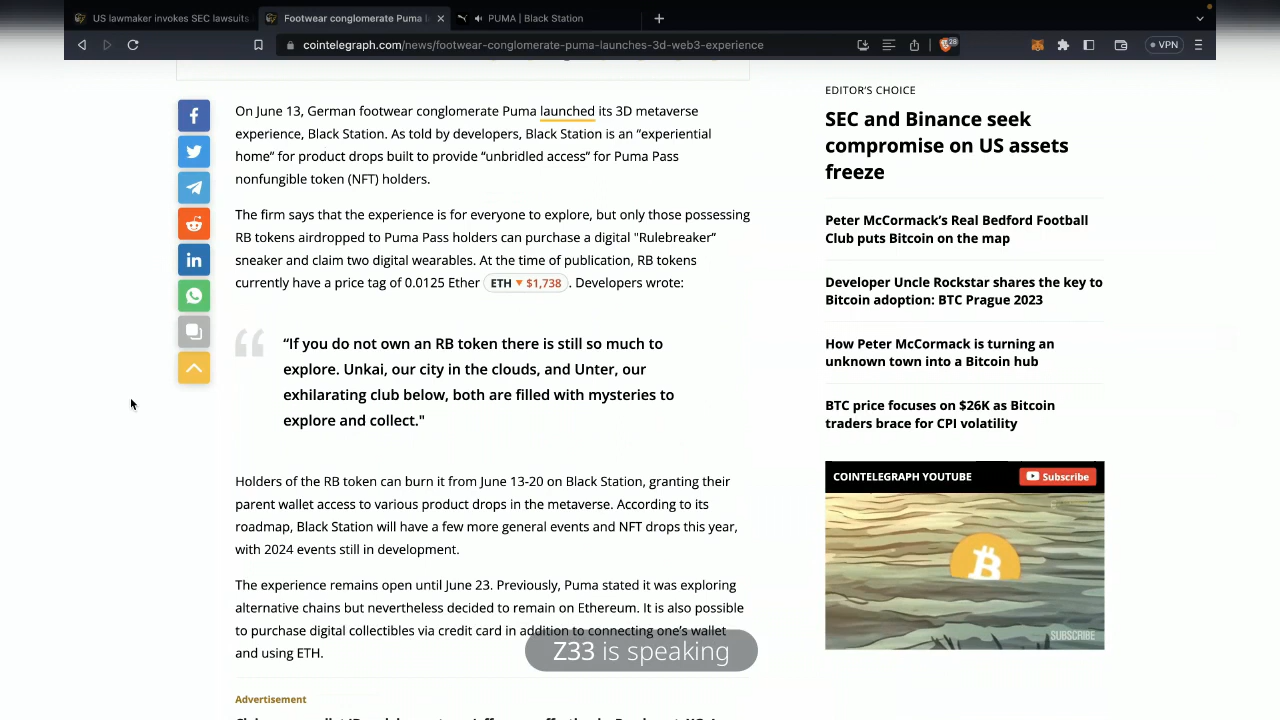 US lawmaker invokes SEC lawsuits
Footwear conglomerate Puma l
PUMA | Black Station
cointelegraph.com/news/footwear-conglomerate-puma-launches-3d-web3-experience
28
VPN
On June 13, German footwear conglomerate Puma launched its 3D metaverse
experience, Black Station. As told by developers, Black Station is an “experiential
home” for product drops built to provide “unbridled access” for Puma Pass
nonfungible token (NFT) holders.
The firm says that the experience is for everyone to explore, but only those possessing
RB tokens airdropped to Puma Pass holders can purchase a digital "Rulebreaker”
sneaker and claim two digital wearables. At the time of publication, RB tokens
currently have a price tag of 0.0125 Ether ETH ▼ $1,738 . Developers wrote:
“If you do not own an RB token there is still so much to
explore. Unkai, our city in the clouds, and Unter, our
exhilarating club below, both are filled with mysteries to
explore and collect."
Holders of the RB token can burn it from June 13-20 on Black Station, granting their
parent wallet access to various product drops in the metaverse. According to its
roadmap, Black Station will have a few more general events and NFT drops this year,
with 2024 events still in development.
The experience remains open until June 23. Previously, Puma stated it was exploring
alternative chains but nevertheless decided to remain on Ethereum. It is also possible
to purchase digital collectibles via credit card in addition to connecting one’s wallet
and using ETH.
Advertisement
EDITOR'S CHOICE
SEC and Binance seek
compromise on US assets
freeze
Peter McCormack’s Real Bedford Football
Club puts Bitcoin on the map
Developer Uncle Rockstar shares the key to
Bitcoin adoption: BTC Prague 2023
How Peter McCormack is turning an
unknown town into a Bitcoin hub
BTC price focuses on $26K as Bitcoin
traders brace for CPI volatility
COINTELEGRAPH YOUTUBE
Subscribe
SUBSCRIBE
Z33 is speaking